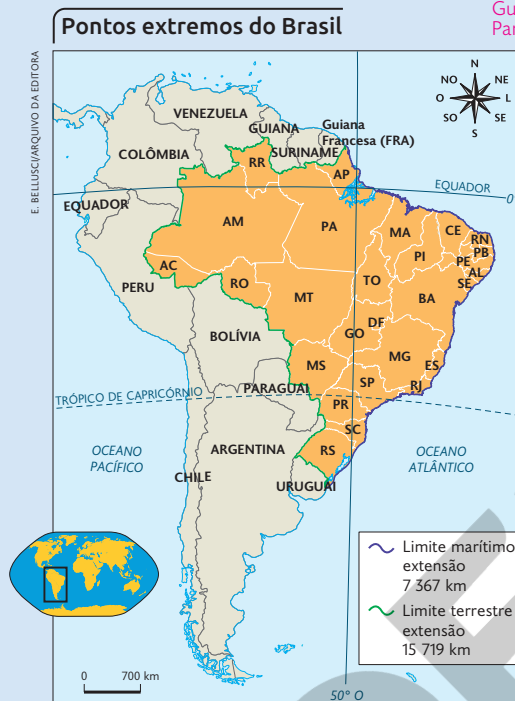 Pontos extremos do Brasil
Gu
Par
E. BELLUSCI/ARQUIVO DA EDITORA
N
NO
NE
O
L
SO
SE
S
VENEZUELA
GUIANA
Guiana
Francesa (FRA)
SURINAME
COLÔMBIA
RR
AP
EQUADOR
0
EQUADOR
AM
PA
MA
CE
RN
PB
PI
PE
AL
SE
AC
PERU
RO
TO
BA
MT
BOLÍVIA
DF
GO
MG
ES
MS
SP
RJ
PARAGUAI
TRÓPICO DE CAPRICÓRNIO
PR
SC
OCEANO
PACÍFICO
ARGENTINA
RS
OCEANO
ATLÂNTICO
CHILE
URUGUAI
Limite marítimo
extensão
7 367 km
Limite terrestre
extensão
15 719 km
0 700 km
50° O